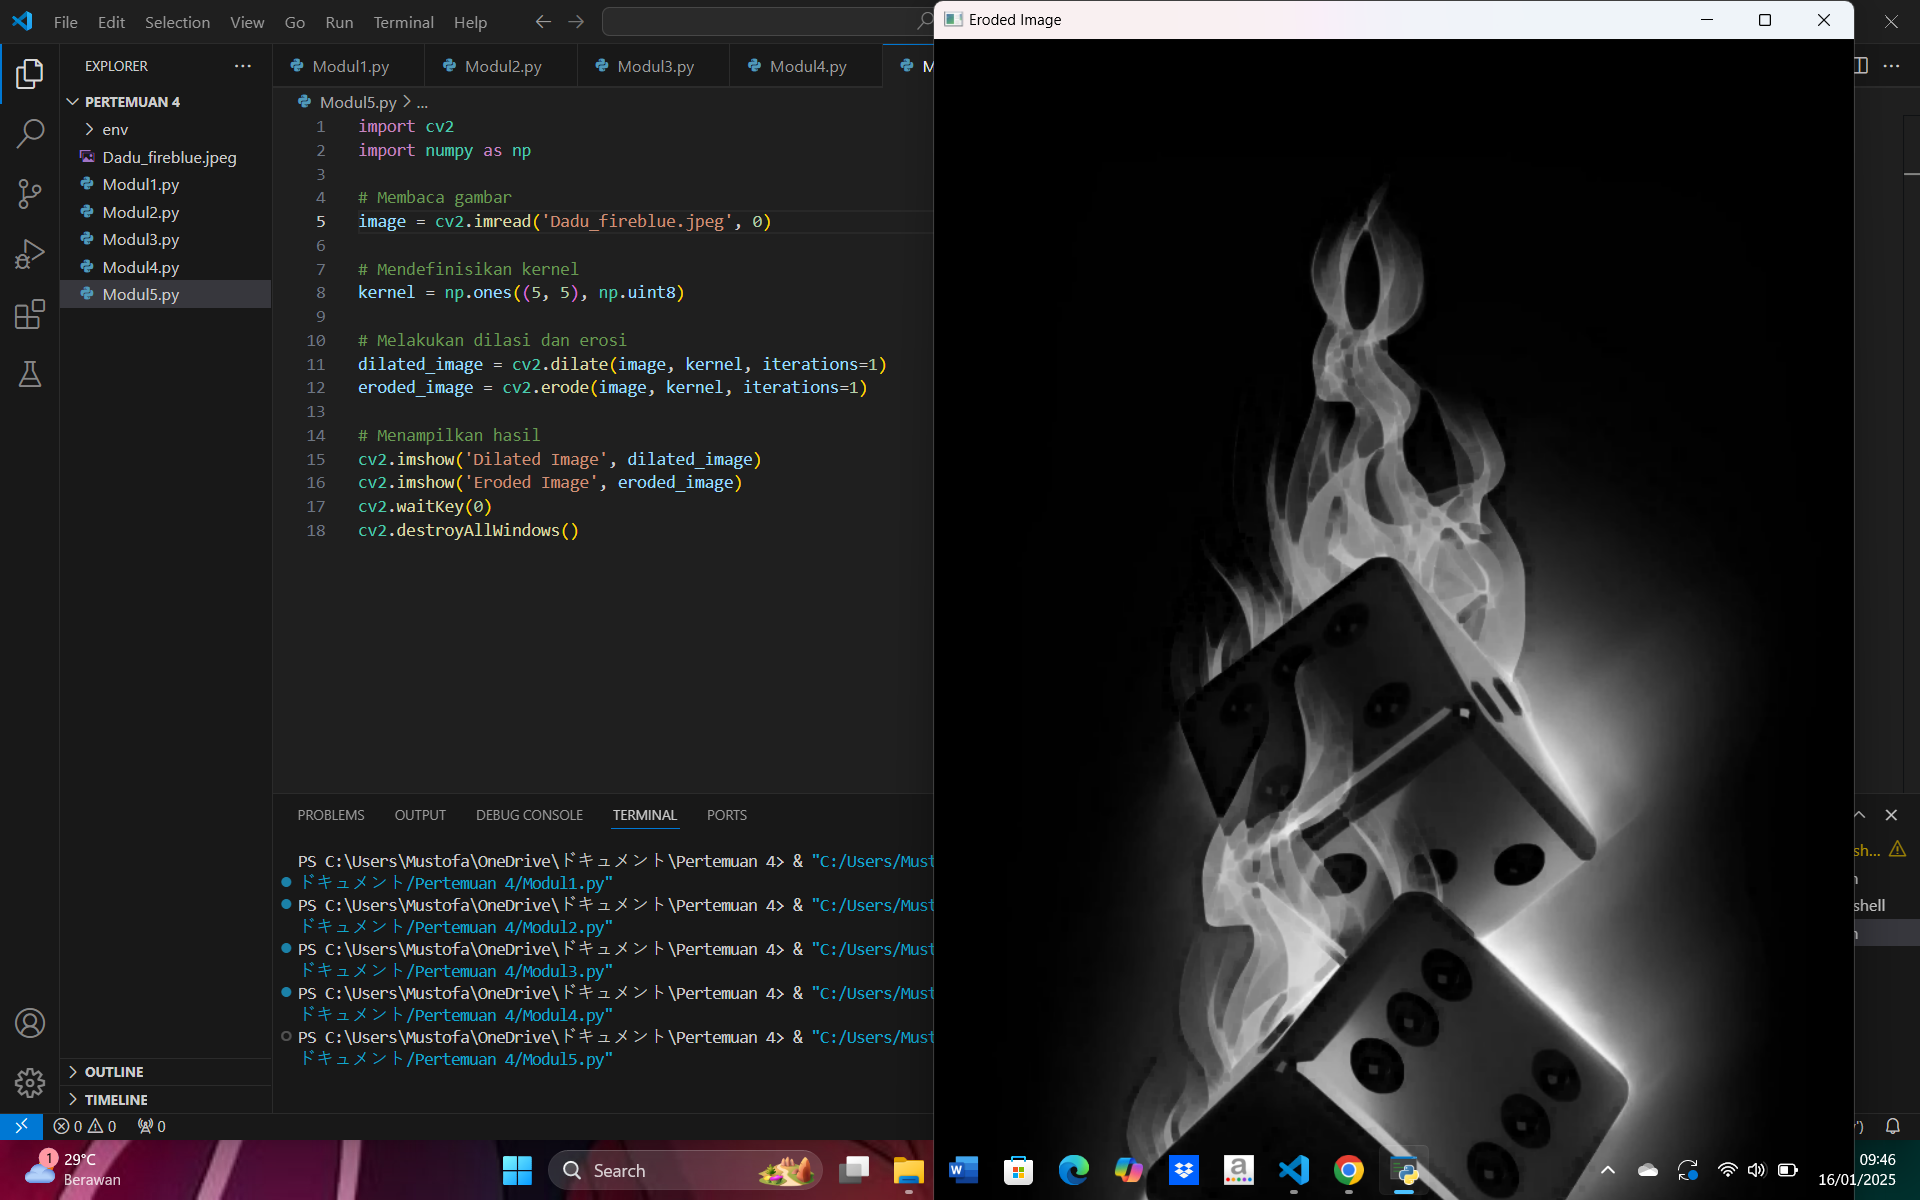 File Edit Selection View Go Run Terminal Help
Eroded Image
EXPLORER
Modul1.py Modul2.py Modul3.py Modul4.py M
PERTEMUAN 4
env
Dadu_fireblue.jpeg
Modul1.py
Modul2.py
Modul3.py
Modul4.py
Modul5.py
Modul5.py > ...
1 import cv2
2 import numpy as np
3
4 # Membaca gambar
5 image = cv2.imread('Dadu_fireblue.jpeg', 0)
6
7 # Mendefinisikan kernel
8 kernel = np.ones((5, 5), np.uint8)
9
10 # Melakukan dilasi dan erosi
11 dilated_image = cv2.dilate(image, kernel, iterations=1)
12 eroded_image = cv2.erode(image, kernel, iterations=1)
13
14 # Menampilkan hasil
15 cv2.imshow('Dilated Image', dilated_image)
16 cv2.imshow('Eroded Image', eroded_image)
17 cv2.waitKey(0)
18 cv2.destroyAllWindows()
PROBLEMS OUTPUT DEBUG CONSOLE TERMINAL PORTS
PS C:\Users\Mustofa\OneDrive\ドキュメント\Pertemuan 4> & "C:/Users/Must
ドキュメント/Pertemuan 4/Modul1.py"
PS C:\Users\Mustofa\OneDrive\ドキュメント\Pertemuan 4> & "C:/Users/Must
ドキュメント/Pertemuan 4/Modul2.py"
PS C:\Users\Mustofa\OneDrive\ドキュメント\Pertemuan 4> & "C:/Users/Must
ドキュメント/Pertemuan 4/Modul3.py"
PS C:\Users\Mustofa\OneDrive\ドキュメント\Pertemuan 4> & "C:/Users/Must
ドキュメント/Pertemuan 4/Modul4.py"
PS C:\Users\Mustofa\OneDrive\ドキュメント\Pertemuan 4> & "C:/Users/Must
ドキュメント/Pertemuan 4/Modul5.py"
sh...
shell
OUTLINE
TIMELINE
0 0 0
1
29°C
Berawan
Search
09:46
16/01/2025